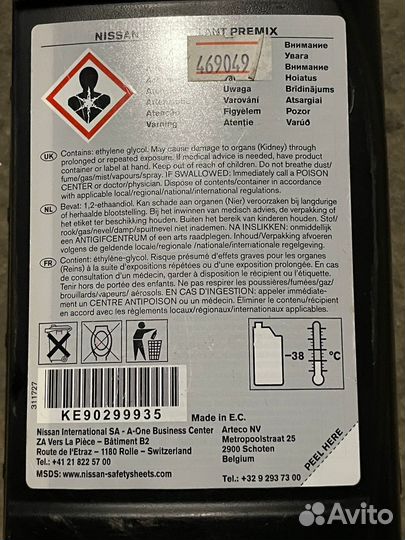 NISSAN ANT PREMIX
469049
Внимание
Увага
Внимание
Hoiatus
Uwaga Brīdinājums
Varování Atsargiai
Figyelem Pozor
Varning Atenţie Varúð
UK Contains: ethylene glycol. May cause damage to organs (Kidney) through
prolonged or repeated exposure. If medical advice is needed, have product
container or label at hand. Keep out of reach of children. Do not breathe dust/
fume/gas/mist/vapours/spray. IF SWALLOWED: Immediately call a POISON
CENTER or doctor/physician. Dispose of contents/container in accordance
with applicable local/regional/national/international regulations.
NL Bevat: 1,2-ethaandiol. Kan schade aan organen (Nier) veroorzaken bij langdurige
of herhaalde blootstelling. Bij het inwinnen van medisch advies, de verpakking of
het etiket ter beschikking houden. Buiten het bereik van kinderen houden. Stof/
rook/gas/nevel/damp/spuitnevel niet inademen. NA INSLIKKEN: onmiddellijk
een ANTIGIFCENTRUM of een arts raadplegen. Inhoud/Verpakking afvoeren
volgens de geldende locale/regionale/nationale/internationale regelgeving.
FR Contient: éthylène-glycol. Risque présumé d'effets graves pour les organes
(Reins) à la suite d'expositions répétées ou d'une exposition prolongée. En cas
de consultation d'un médecin, garder à disposition le récipient ou l'étiquette.
Tenir hors de portée des enfants. Ne pas respirer les poussières/fumées/gaz/
brouillards/vapeurs/ aérosols. EN CAS D'INGESTION: appeler immédiatement
un CENTRE ANTIPOISON ou un médecin. Éliminer le contenu/récipient
en accord avec les règlements locaux/régionaux/internationaux applicables.
-38 °C
311727
KE90299935
Made in E.C.
Nissan International SA - A-One Business Center
ZA Vers La Pièce – Bâtiment B2
Route de l'Etraz - 1180 Rolle - Switzerland
Tel.: +41 21 822 57 00
MSDS: www.nissan-safetysheets.com
Arteco NV
Metropoolstraat 25
2900 Schoten
Belgium
Tel.: +32 9 293 73 00
PEEL HERE
Avito